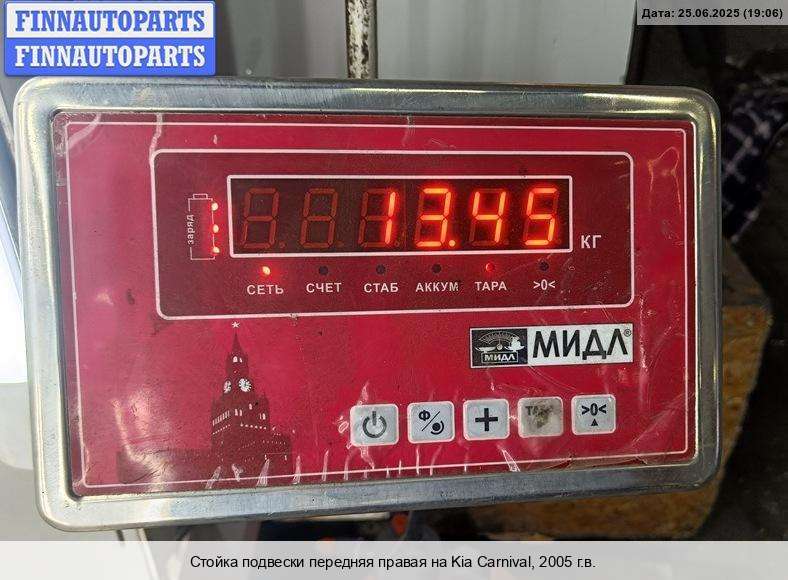 FINNAUTOPARTS
FINNAUTOPARTS
Дата: 25.06.2025 (19:06)
заряд
13.45
КГ
СЕТЬ СЧЕТ СТАБ АККУМ ТАРА >0<
МИДЛ
МИДЛ®
Ф + >0<
Стойка подвески передняя правая на Kia Carnival, 2005 г.в.